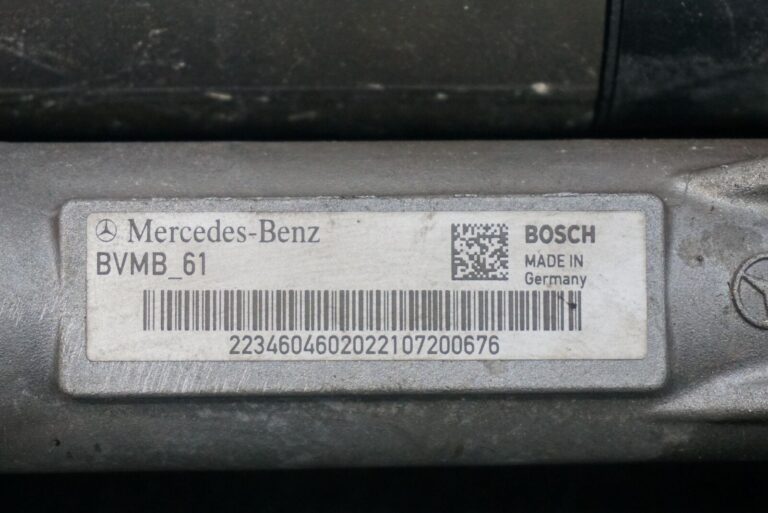 Mercedes-Benz
BVMB_61
BOSCH
MADE IN
Germany
2234604602022107200676